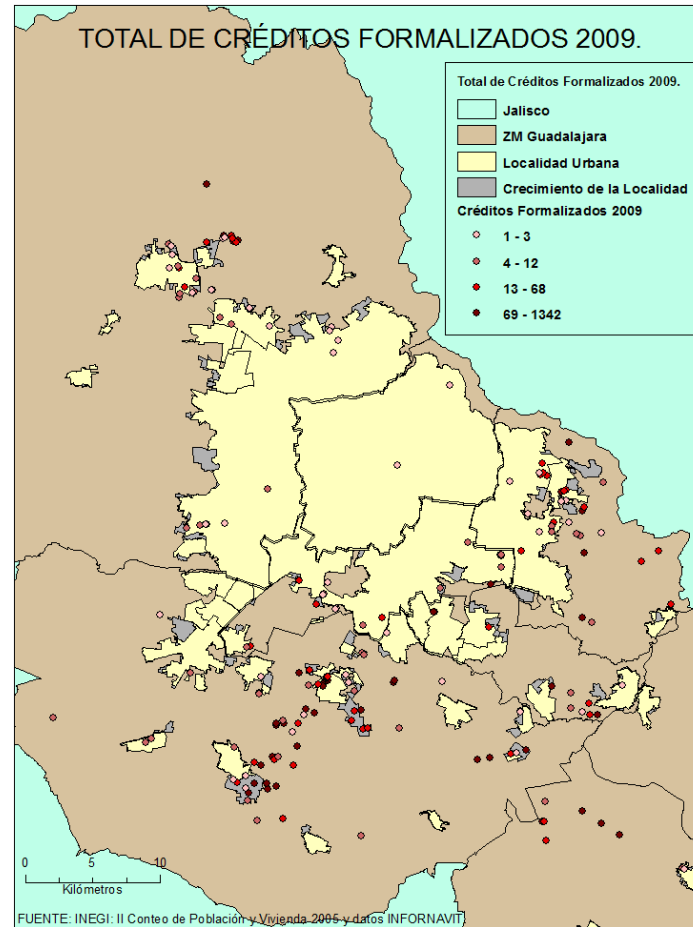 TOTAL DE CRÉDITOS FORMALIZADOS 2009.
Total de Créditos Formalizados 2009.
Jalisco
ZM Guadalajara
Localidad Urbana
Crecimiento de la Localidad
Créditos Formalizados 2009
1 - 3
4 - 12
13 - 68
69 - 1342
0 5 10
Kilómetros
FUENTE: INEGI: II Conteo de Población y Vivienda 2005 y datos INFORNAVIT